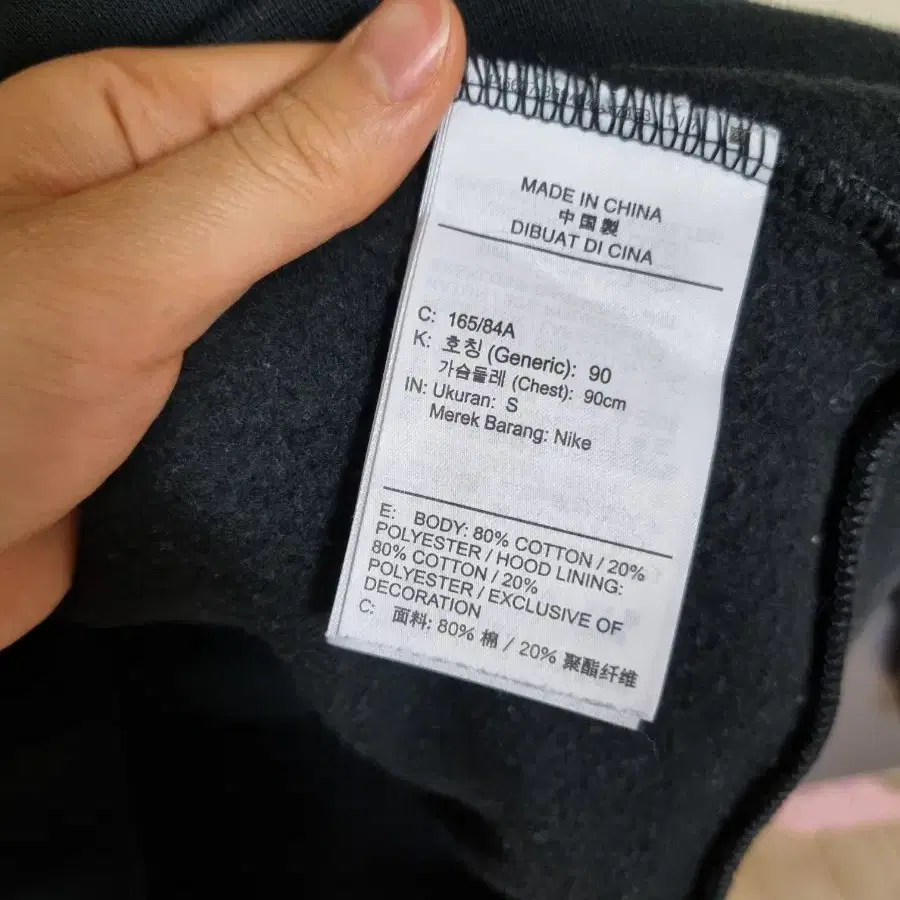 MADE IN CHINA
中国製
DIBUAT DI CINA
C: 165/84A
K: 호칭 (Generic): 90
가슴둘레 (Chest): 90cm
IN: Ukuran: S
Merek Barang: Nike
E: BODY: 80% COTTON / 20%
POLYESTER / HOOD LINING:
80% COTTON / 20%
POLYESTER / EXCLUSIVE OF
DECORATION
C: 面料: 80% 棉 / 20% 聚酯纤维